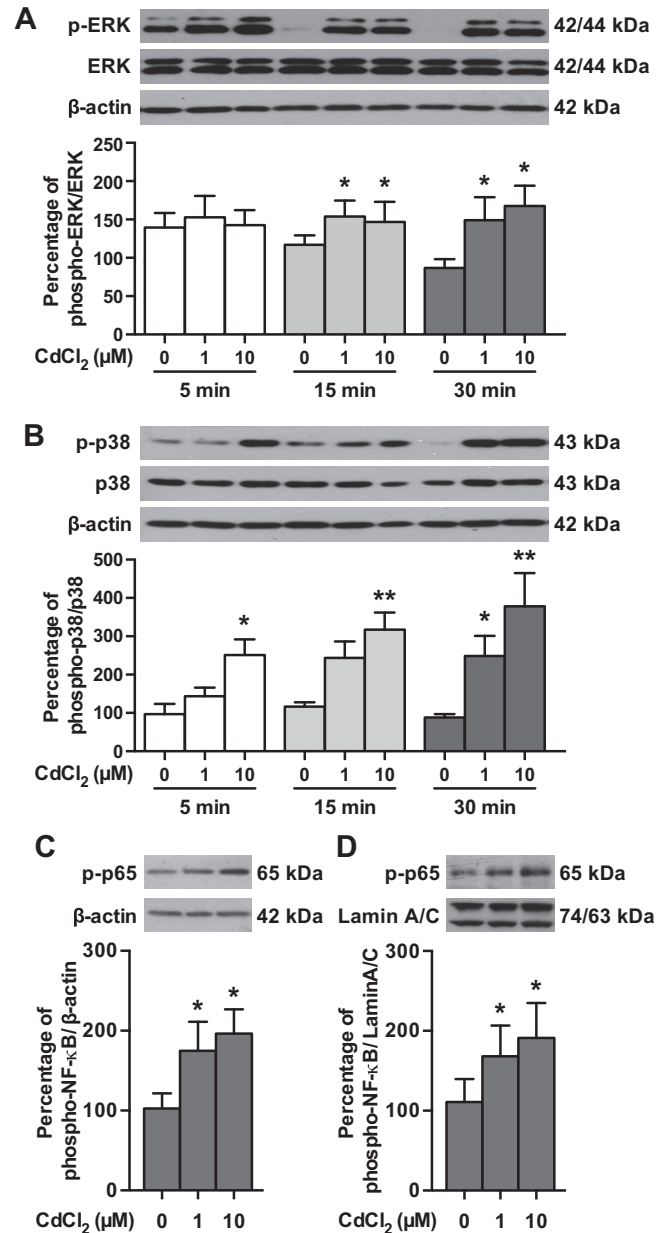 A
p-ERK 42/44 kDa
ERK 42/44 kDa
β-actin 42 kDa
Percentage of
phospho-ERK/ERK
250
200
150
100
50
0
* * * *
CdCl2 (µM) 0 1 10 0 1 10 0 1 10
5 min 15 min 30 min
B
p-p38 43 kDa
p38 43 kDa
β-actin 42 kDa
Percentage of
phospho-p38/p38
500
400
300
200
100
0
* ** * **
CdCl2 (µM) 0 1 10 0 1 10 0 1 10
5 min 15 min 30 min
C
p-p65 65 kDa
β-actin 42 kDa
Percentage of
phospho-NF-κB/ β-actin
300
200
100
0
* *
CdCl2 (µM) 0 1 10
D
p-p65 65 kDa
Lamin A/C 74/63 kDa
Percentage of
phospho-NF-κB/ LaminA/C
300
200
100
0
* *
CdCl2 (µM) 0 1 10